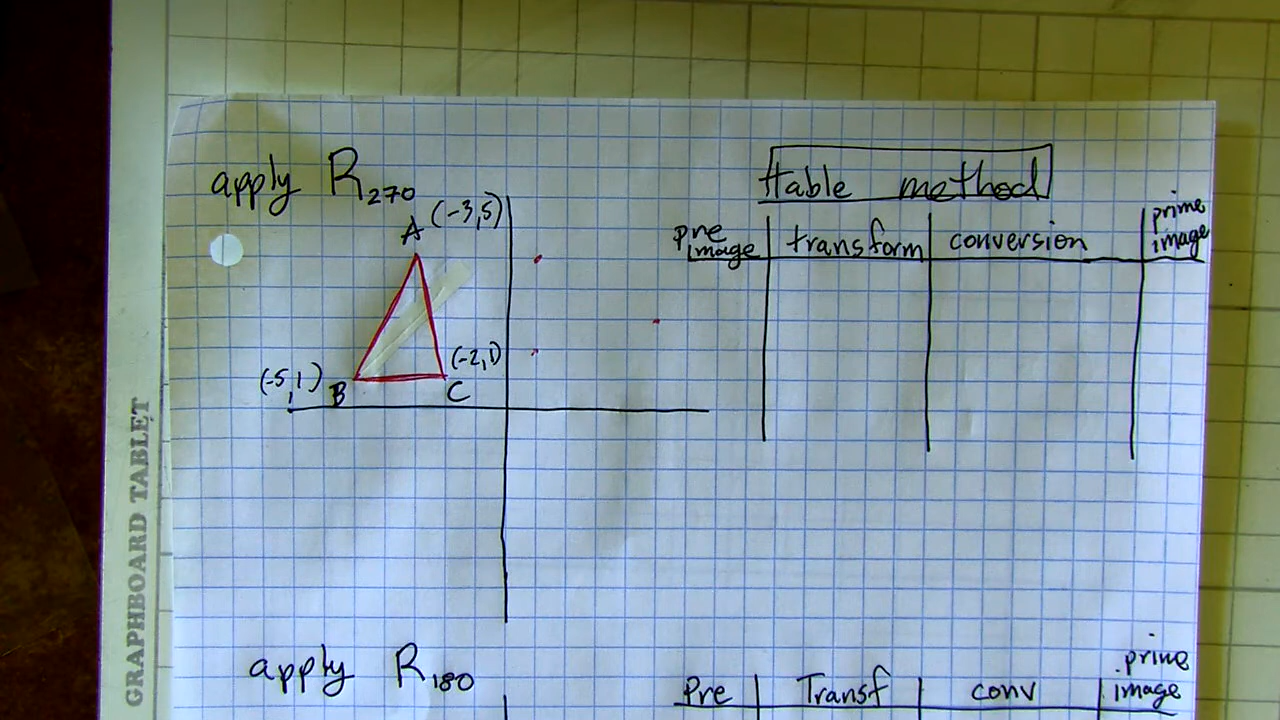 apply R270
table method
A (-3,5)
pre image
transform
conversion
prime image
(-5,1)
B
(-2,1)
C
GRAPHBOARD TABLET
apply R180
Pre
Transf
conv
prime image